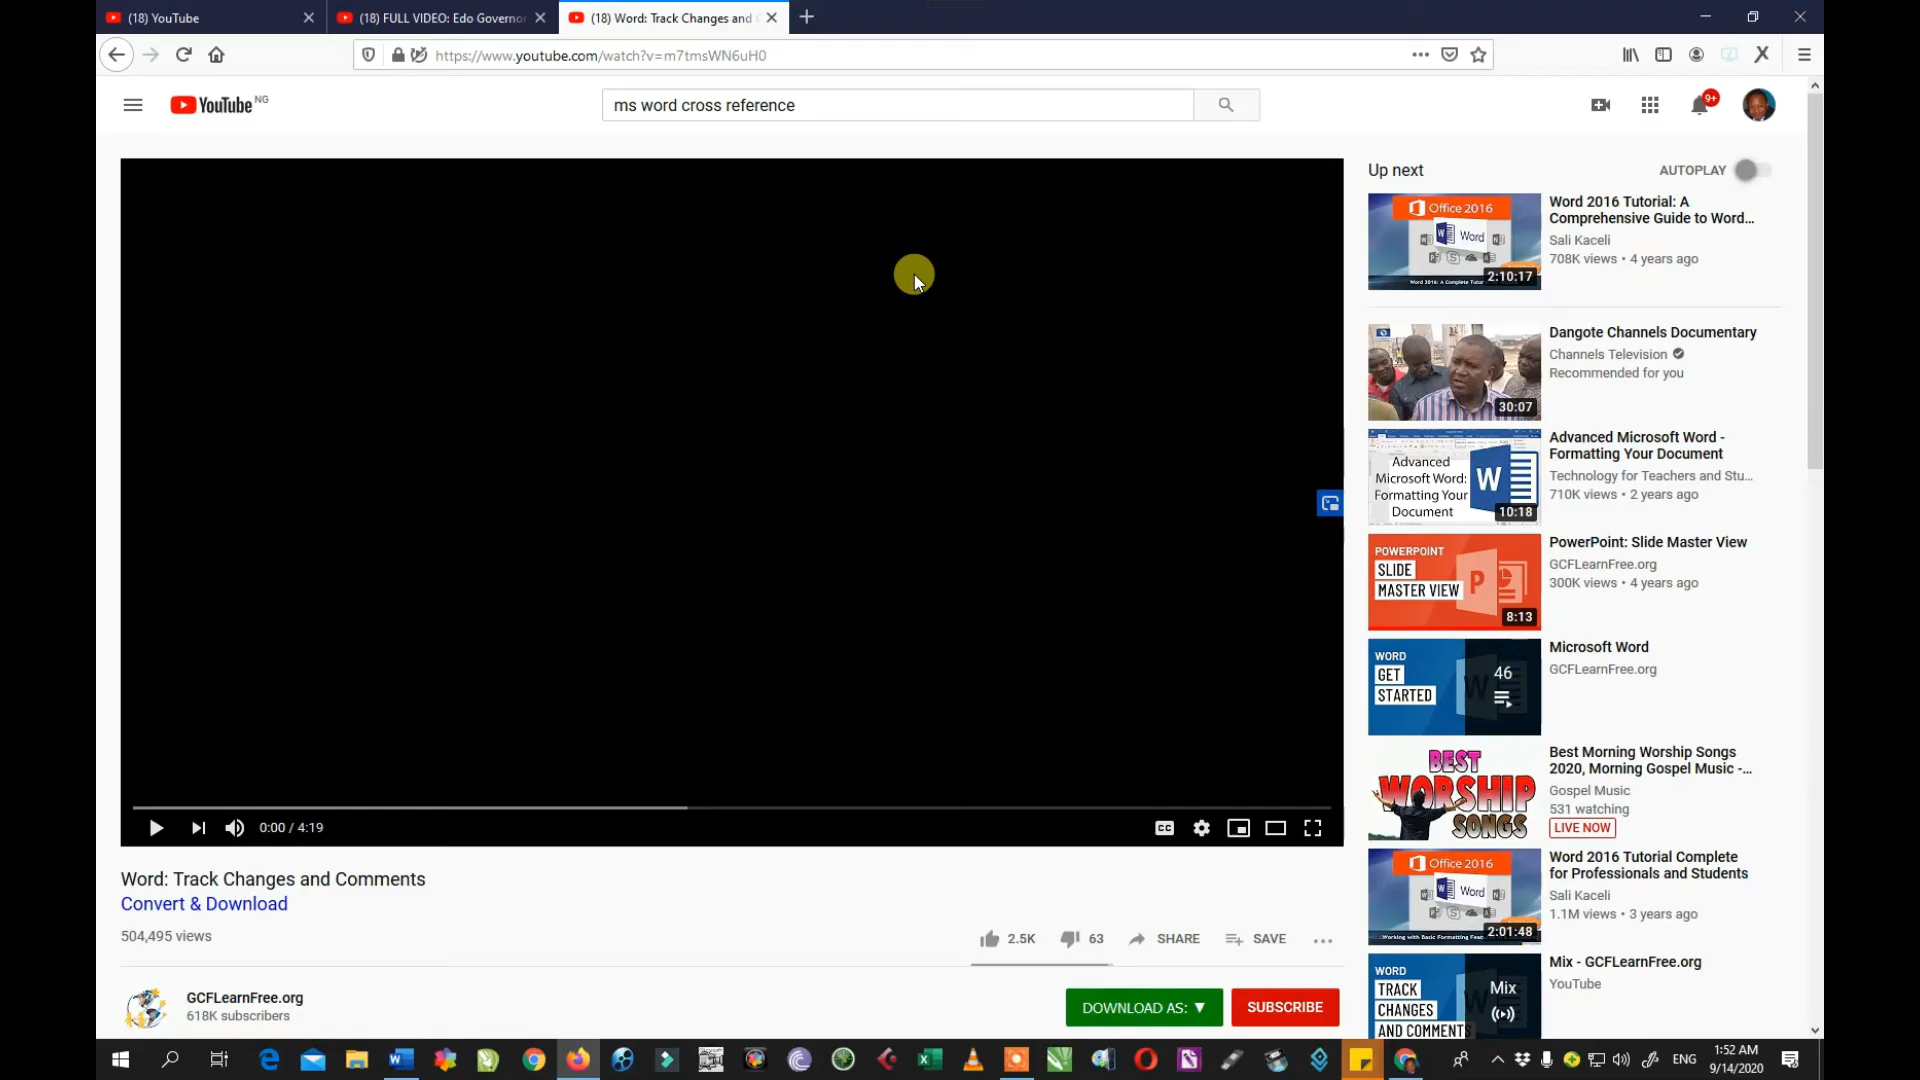 (18) YouTube
(18) FULL VIDEO: Edo Governor
(18) Word: Track Changes and
https://www.youtube.com/watch?v=m7tmsWN6uH0
YouTube NG
ms word cross reference
9+
Up next
AUTOPLAY
Office 2016
Word
2:10:17
Word 2016 Tutorial: A
Comprehensive Guide to Word...
Sali Kaceli
708K views • 4 years ago
30:07
Dangote Channels Documentary
Channels Television
Recommended for you
Advanced
Microsoft Word:
Formatting Your
Document
10:18
Advanced Microsoft Word -
Formatting Your Document
Technology for Teachers and Stu...
710K views • 2 years ago
POWERPOINT
SLIDE
MASTER VIEW
8:13
PowerPoint: Slide Master View
GCFLearnFree.org
300K views • 4 years ago
WORD
GET
STARTED
46
Microsoft Word
GCFLearnFree.org
BEST
WORSHIP
SONGS
Best Morning Worship Songs
2020, Morning Gospel Music -...
Gospel Music
531 watching
LIVE NOW
Office 2016
Word
Working with Basic Formatting
2:01:48
Word 2016 Tutorial Complete
for Professionals and Students
Sali Kaceli
1.1M views • 3 years ago
WORD
TRACK
CHANGES
AND COMMENTS
Mix
Mix - GCFLearnFree.org
YouTube
0:00 / 4:19
CC
Word: Track Changes and Comments
Convert & Download
504,495 views
2.5K
63
SHARE
SAVE
GCFLearnFree.org
618K subscribers
DOWNLOAD AS: ▼
SUBSCRIBE
ENG
1:52 AM
9/14/2020